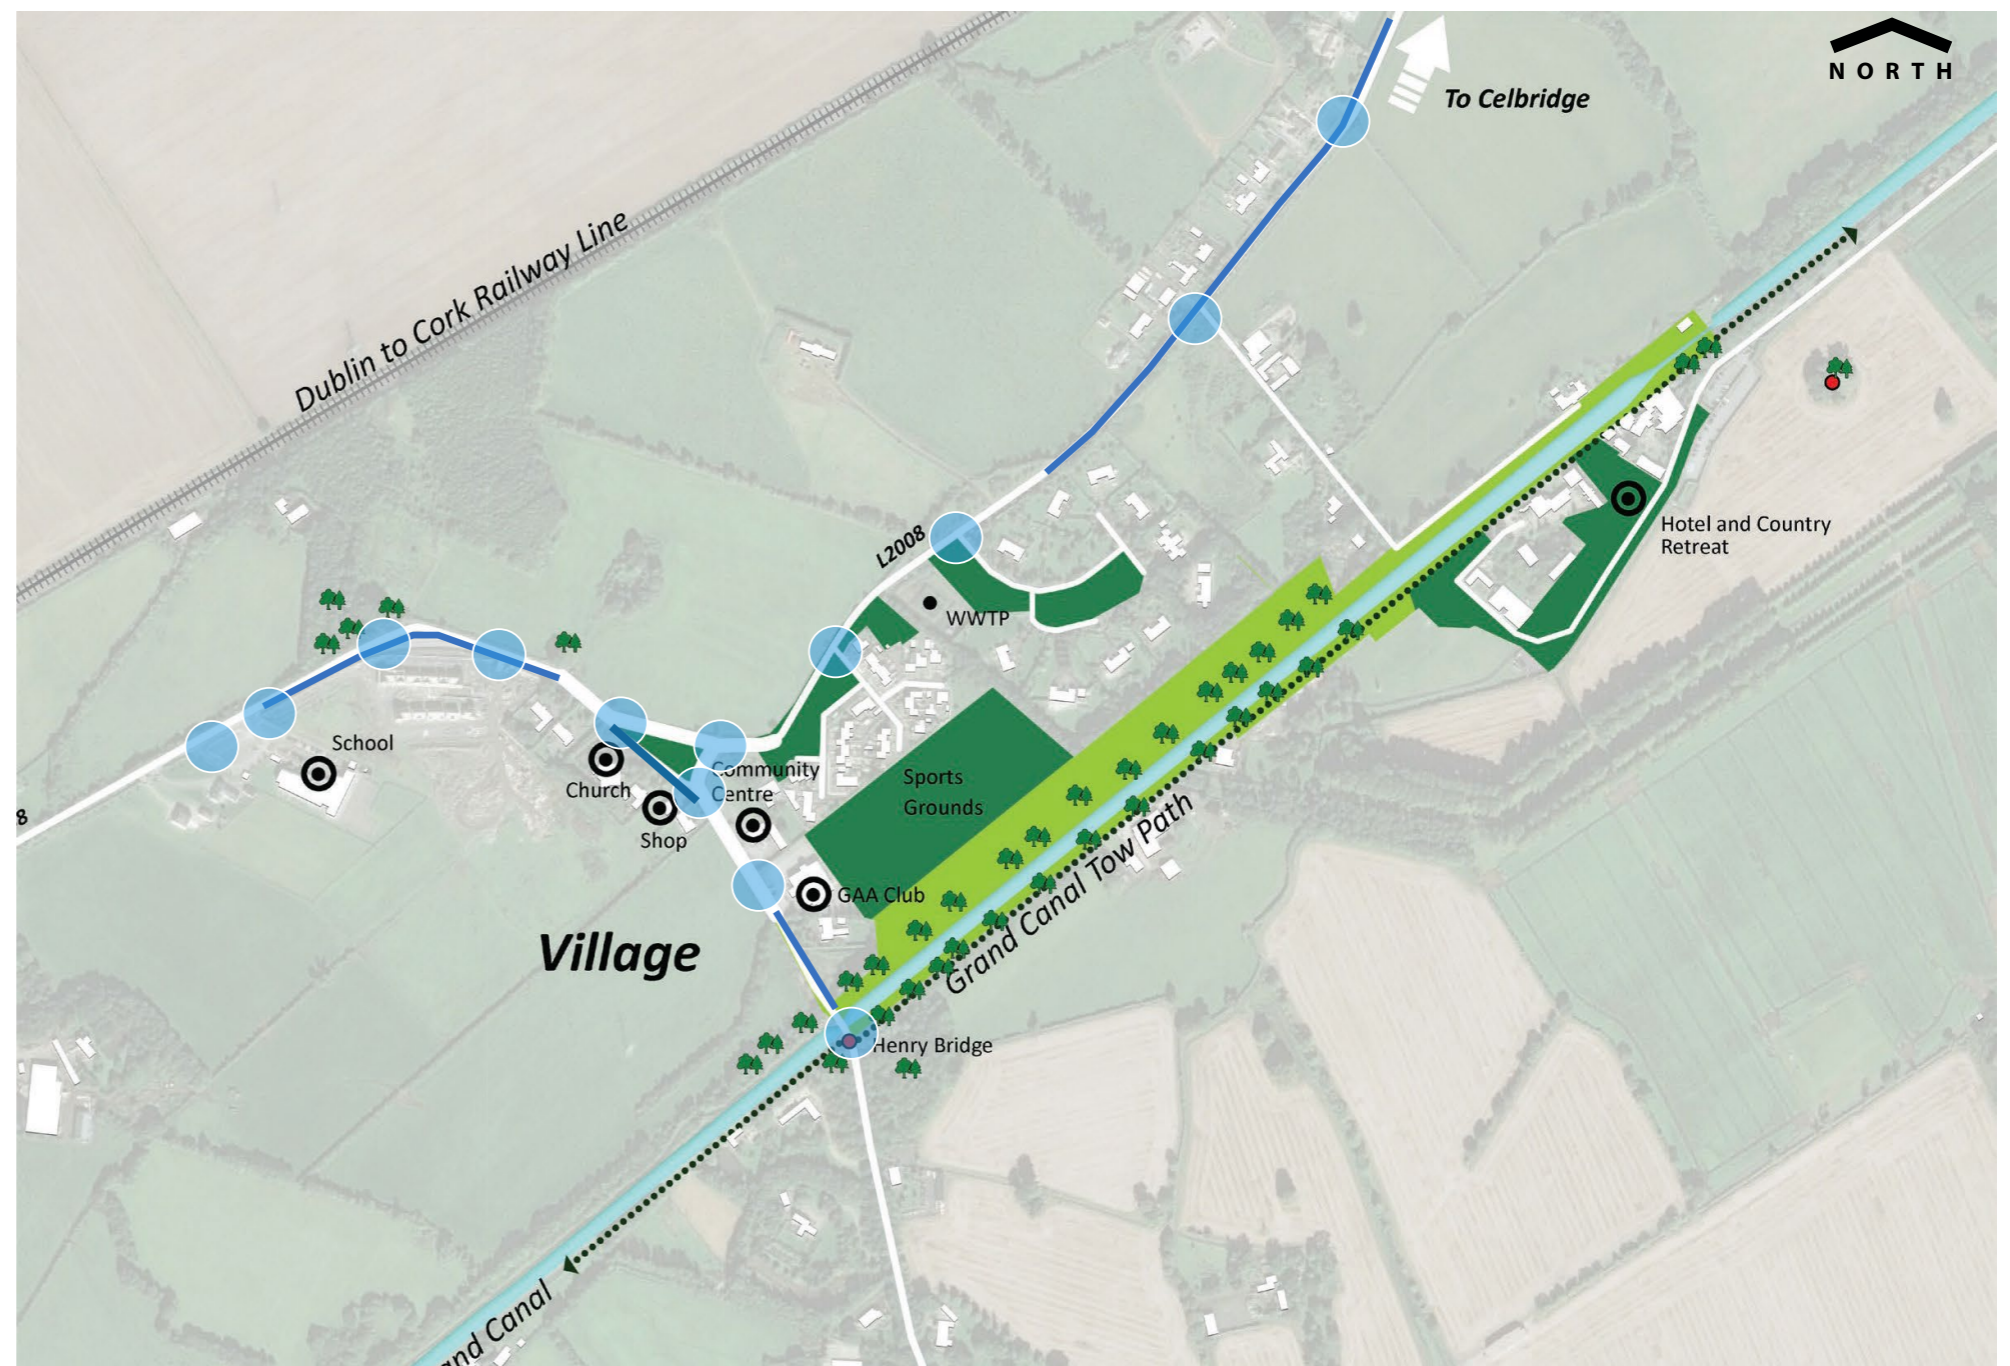 NORTH
To Celbridge
Dublin to Cork Railway Line
Hotel and Country
Retreat
L2008
WWTP
School
Church
Community
Centre
Shop
Sports
Grounds
GAA Club
Village
Grand Canal Tow Path
Henry Bridge
8
nd Canal